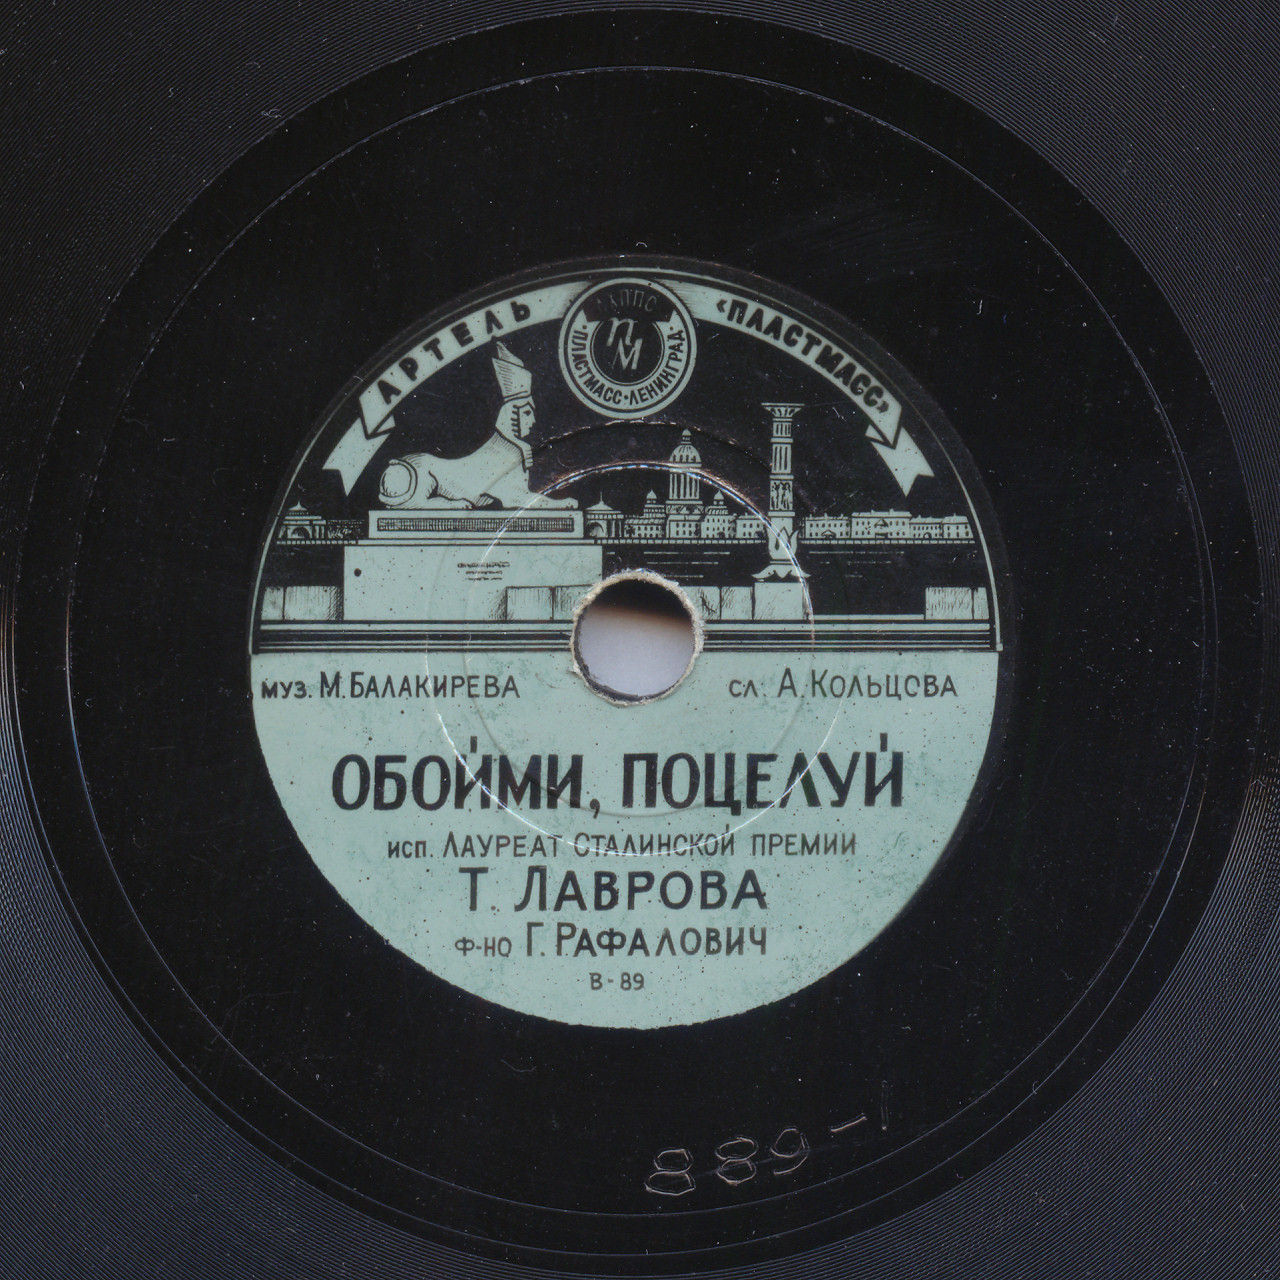 АРТЕЛЬ «ПЛАСТМАСС»
ЛППС
ПМ
• ПЛАСТМАСС • ЛЕНИНГРАД •
муз. М. Балакирева
сл. А. Кольцова
ОБОЙМИ, ПОЦЕЛУЙ
исп. Лауреат Сталинской премии
Т. Лаврова
ф-но Г. Рафалович
В-89
889-1